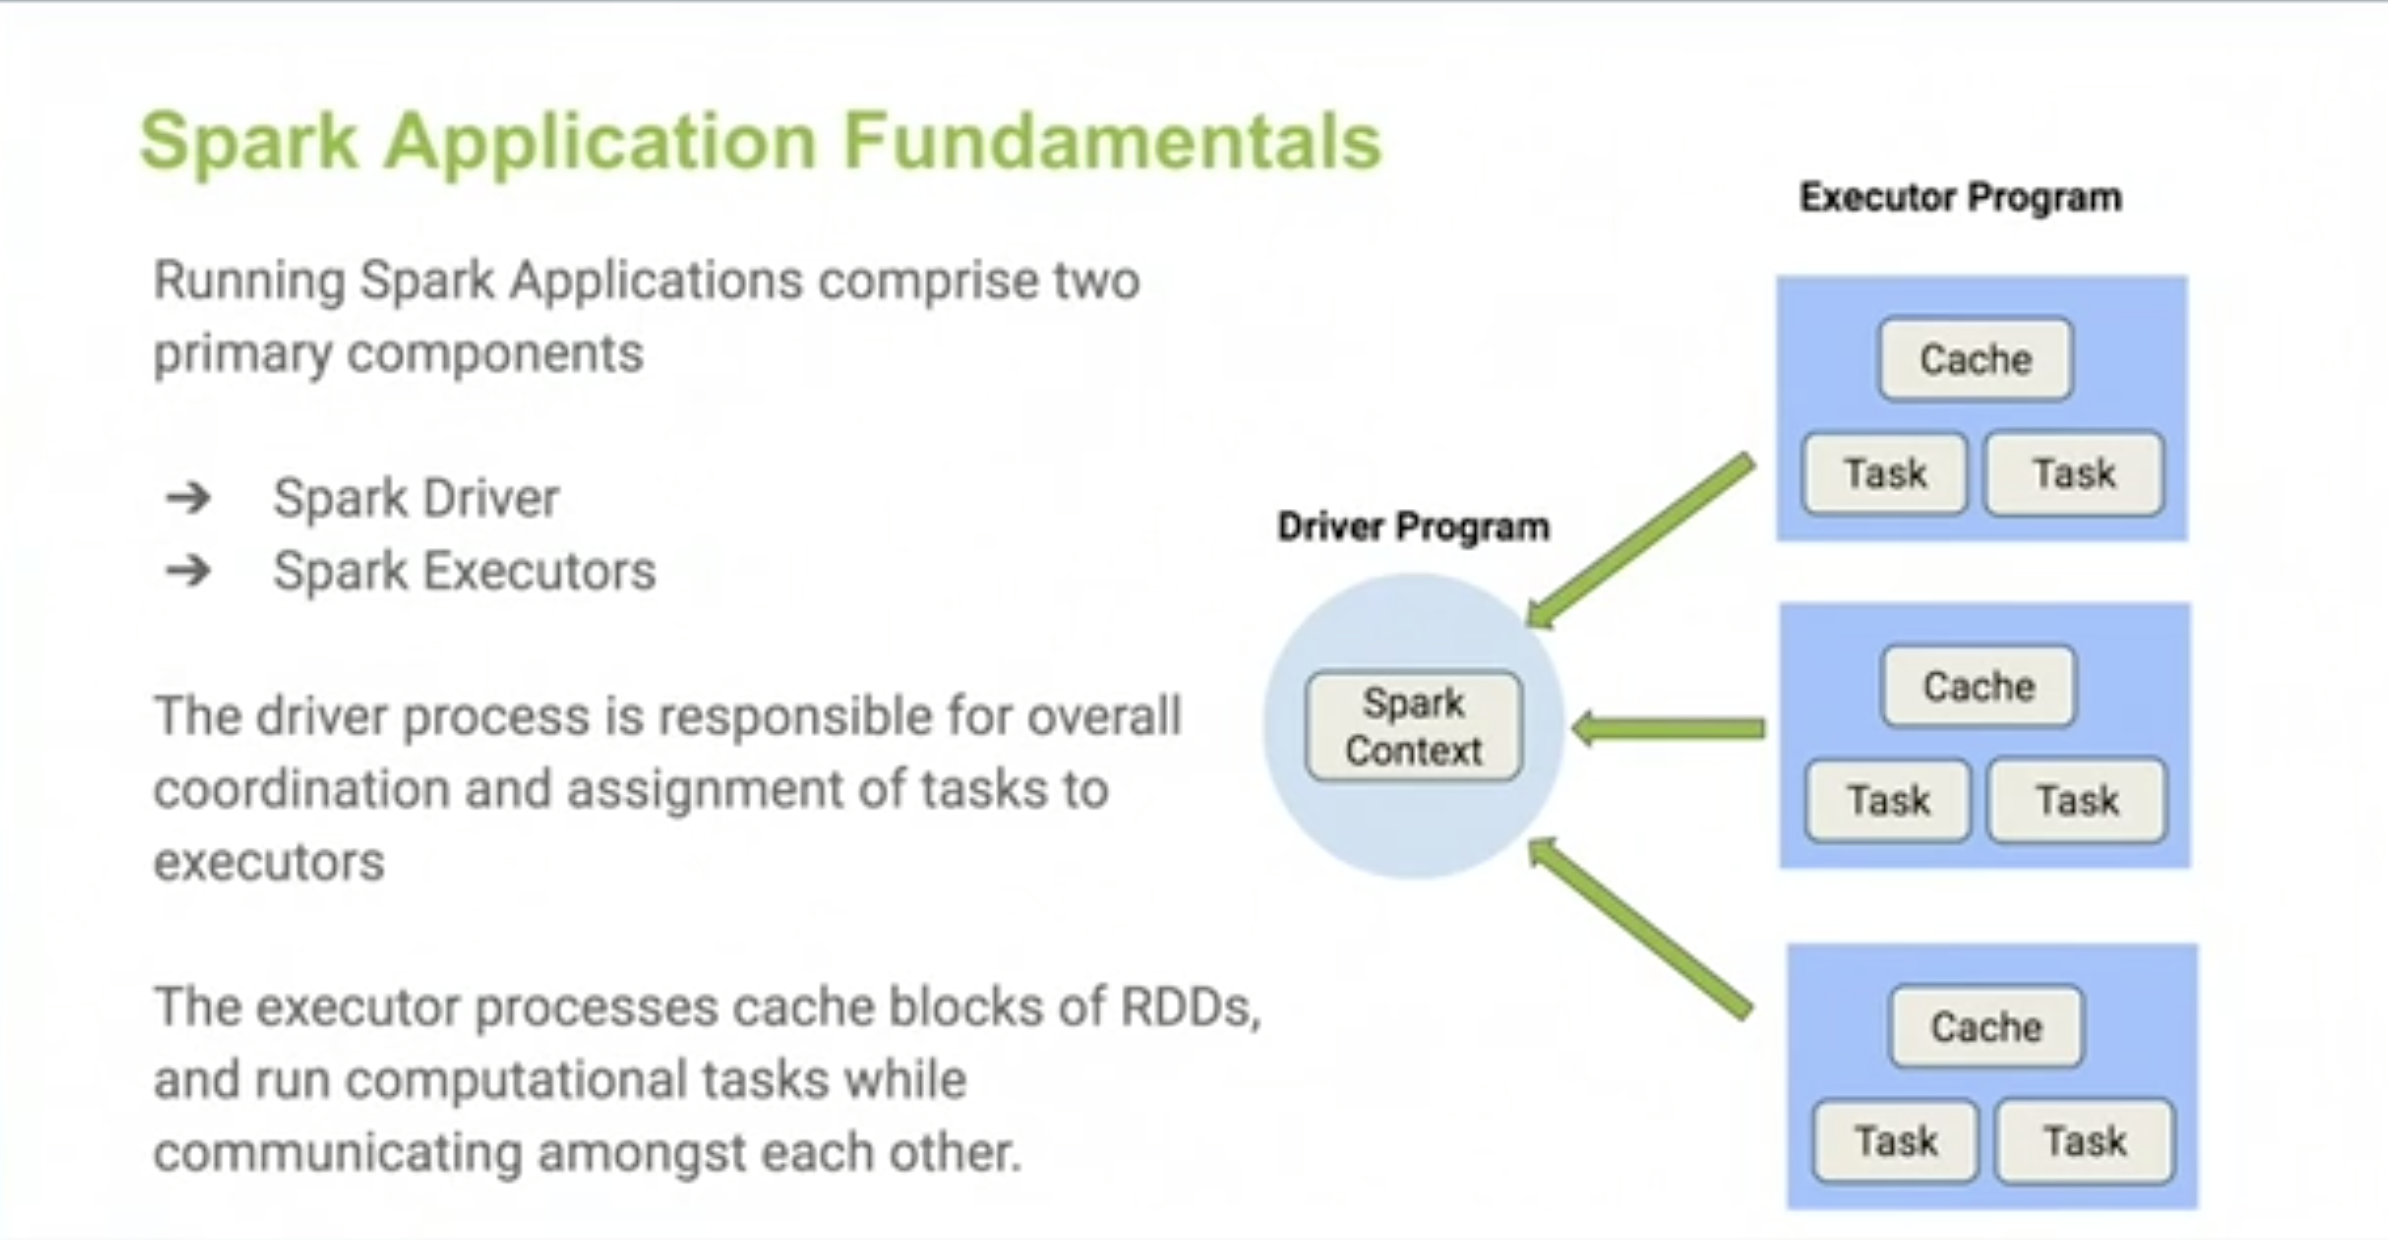 Spark Application Fundamentals
Running Spark Applications comprise two
primary components
➔ Spark Driver
➔ Spark Executors
The driver process is responsible for overall
coordination and assignment of tasks to
executors
The executor processes cache blocks of RDDs,
and run computational tasks while
communicating amongst each other.
Driver Program
Spark
Context
Executor Program
Cache
Task Task
Cache
Task Task
Cache
Task Task